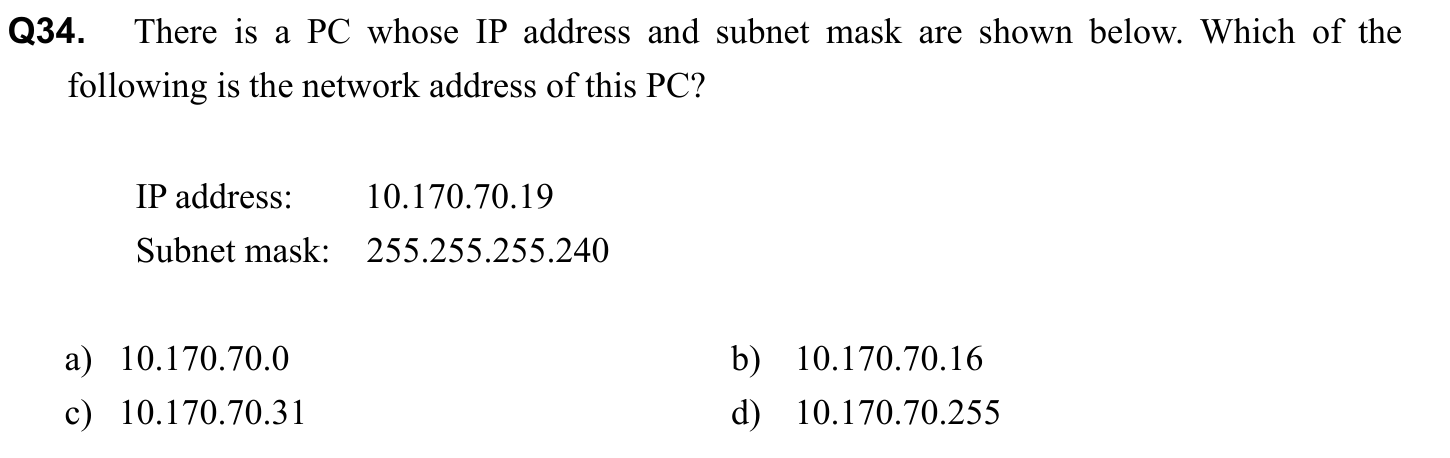 Q34. There is a PC whose IP address and subnet mask are shown below. Which of the
following is the network address of this PC?
IP address: 10.170.70.19
Subnet mask: 255.255.255.240
a) 10.170.70.0 b) 10.170.70.16
c) 10.170.70.31 d) 10.170.70.255